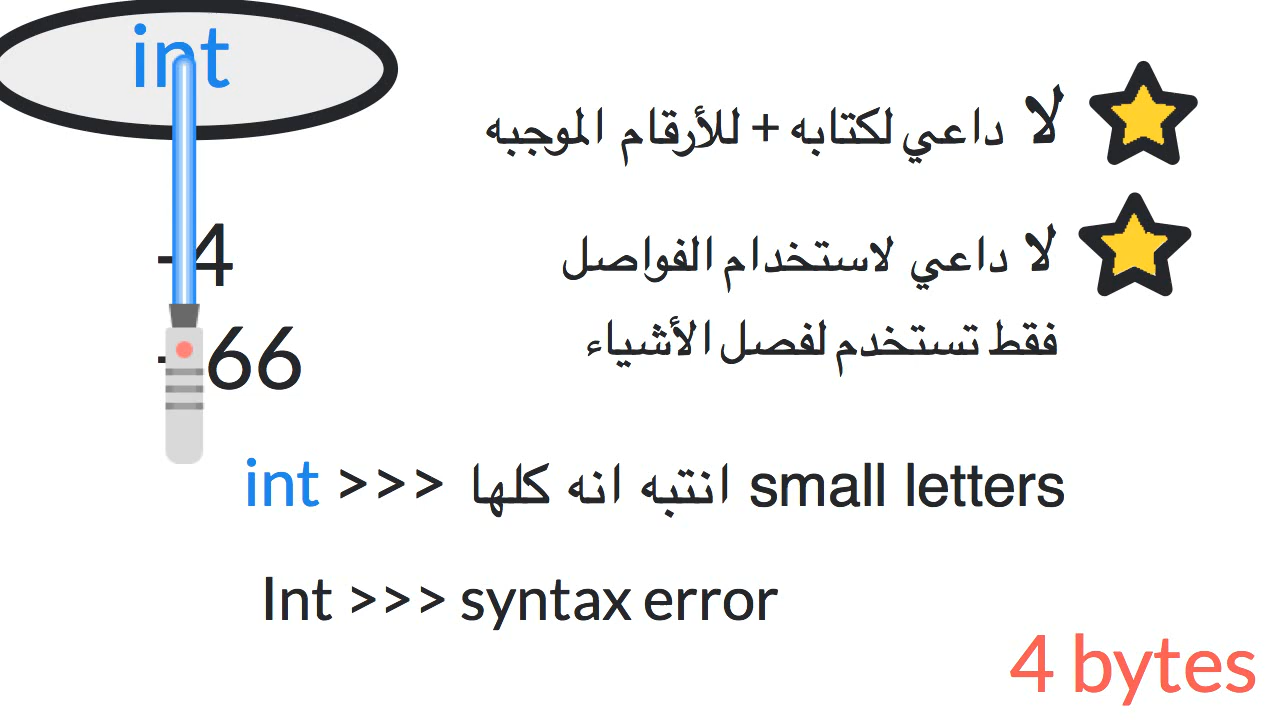 int
لا داعي لكتابه + للأرقام الموجبه
4
لا داعي لاستخدام الفواصل
فقط تستخدم لفصل الأشياء
66
int >>> انتبه انه كلها small letters
Int >>> syntax error
4 bytes